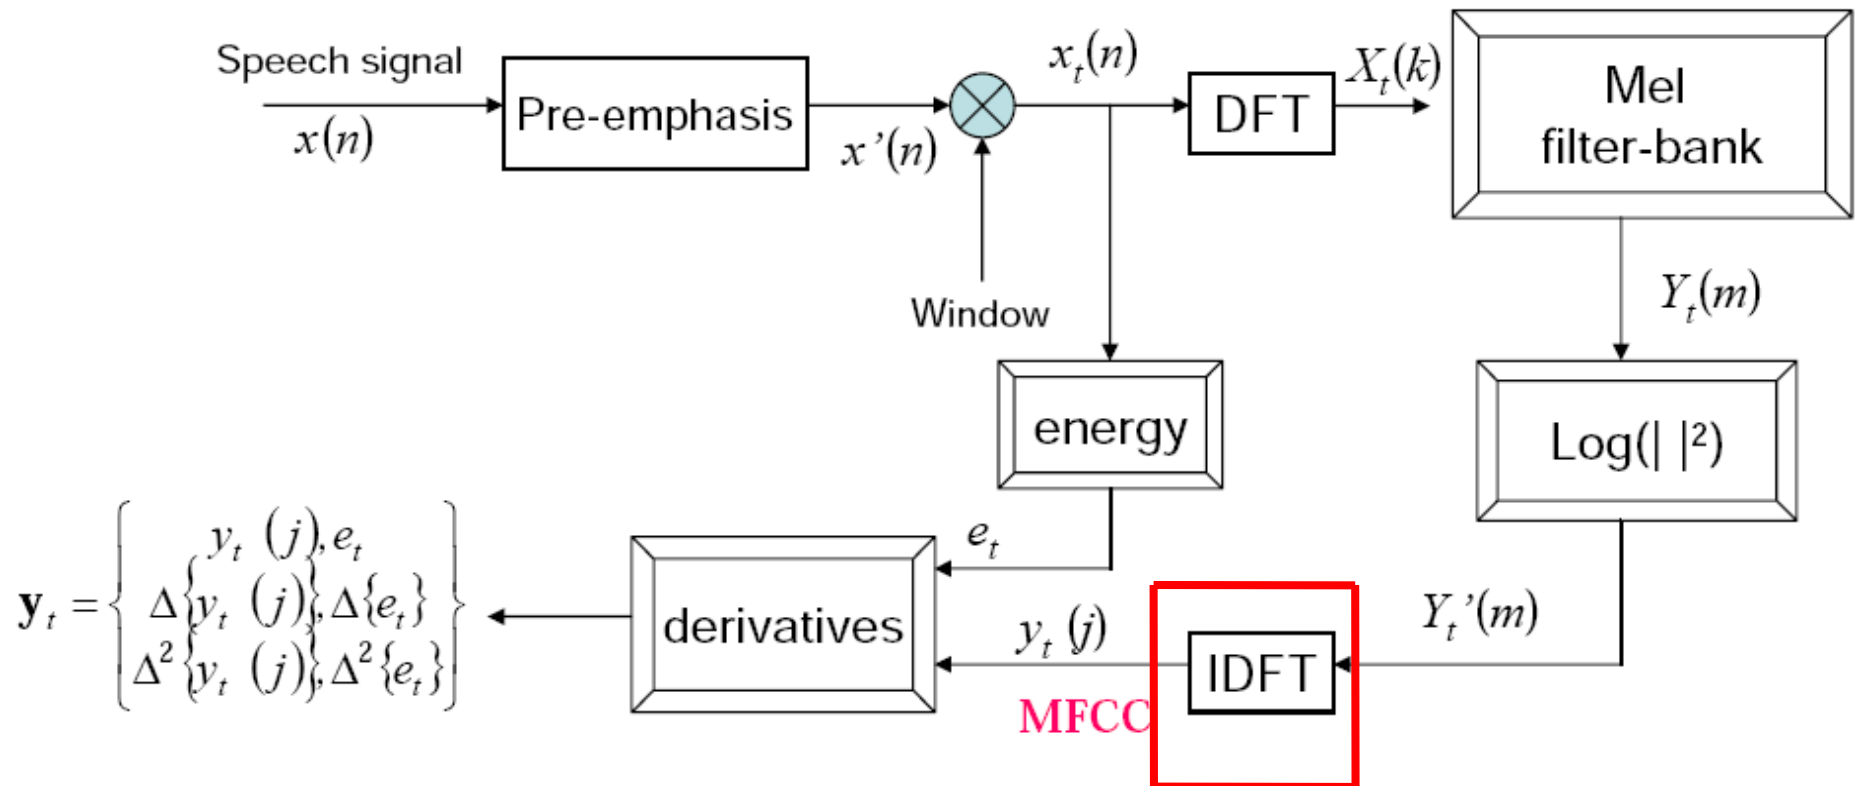 Speech signal
x(n)
Pre-emphasis
x’(n)
Window
x_t(n)
DFT
X_t(k)
Mel
filter-bank
Y_t(m)
Log(| |²)
Y_t’(m)
IDFT
y_t (j)
MFCC
energy
e_t
derivatives
y_t = { y_t (j), e_t
Δ{y_t (j)}, Δ{e_t}
Δ²{y_t (j)}, Δ²{e_t} }